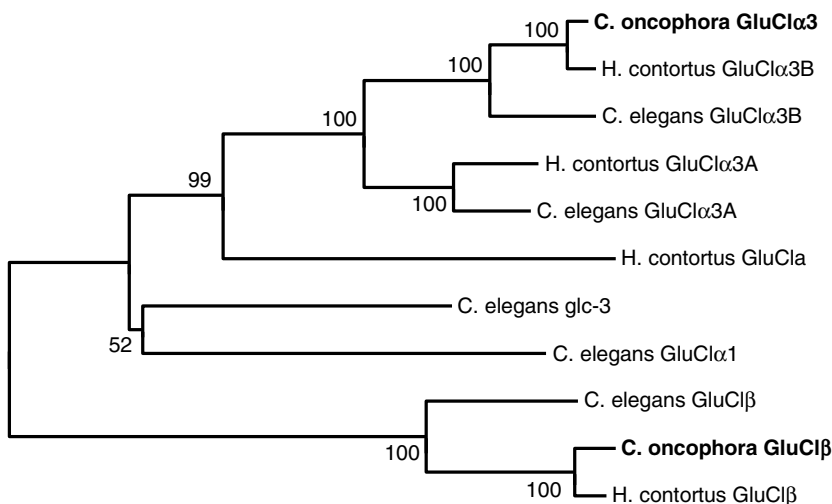 100 C. oncophora GluClα3
100 H. contortus GluClα3B
100 C. elegans GluClα3B
99 H. contortus GluClα3A
100 C. elegans GluClα3A
H. contortus GluCla
C. elegans glc-3
52 C. elegans GluClα1
C. elegans GluClβ
100 C. oncophora GluClβ
100 H. contortus GluClβ